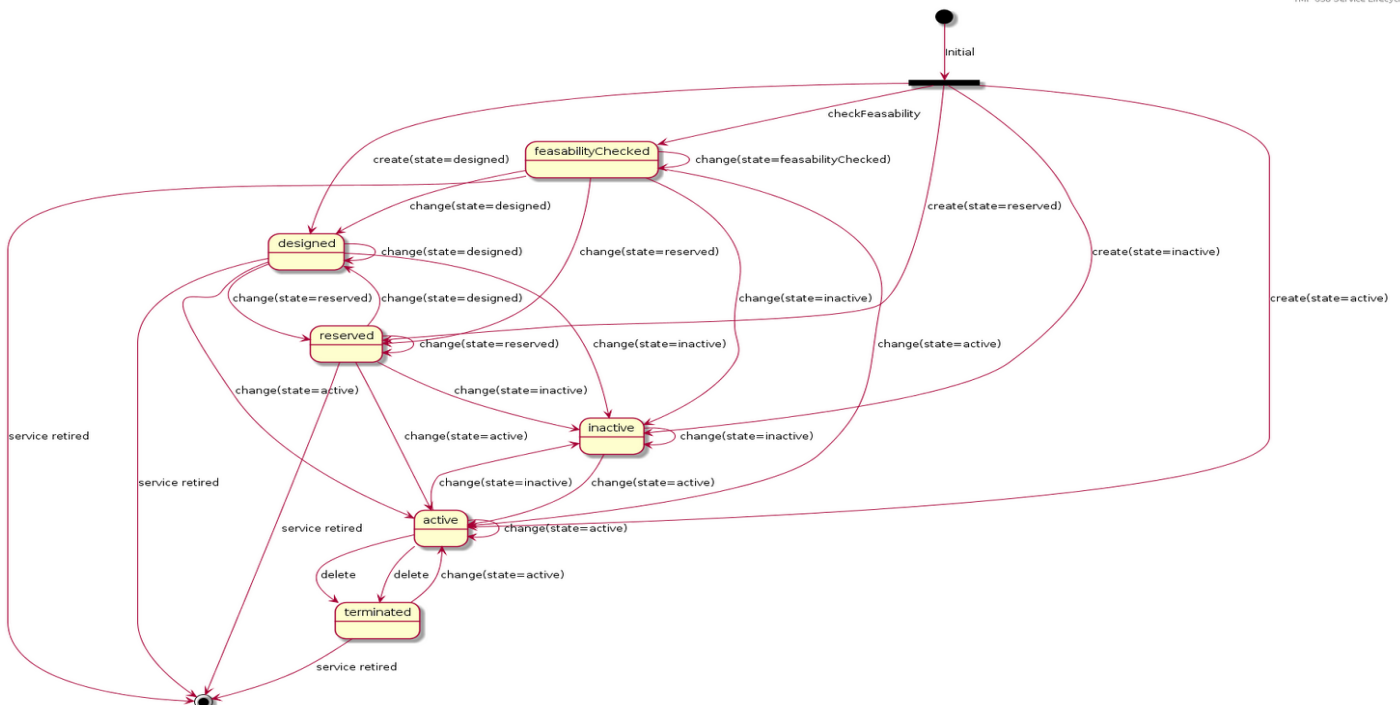 Initial
checkFeasability
feasabilityChecked
create(state=designed)
change(state=feasabilityChecked)
change(state=designed)
create(state=reserved)
designed
change(state=designed)
change(state=reserved)
create(state=inactive)
change(state=reserved)
change(state=designed)
change(state=inactive)
create(state=active)
reserved
change(state=reserved)
change(state=inactive)
change(state=active)
change(state=active)
change(state=inactive)
inactive
service retired
change(state=active)
change(state=inactive)
service retired
change(state=inactive)
change(state=active)
active
service retired
change(state=active)
delete
delete
change(state=active)
terminated
service retired